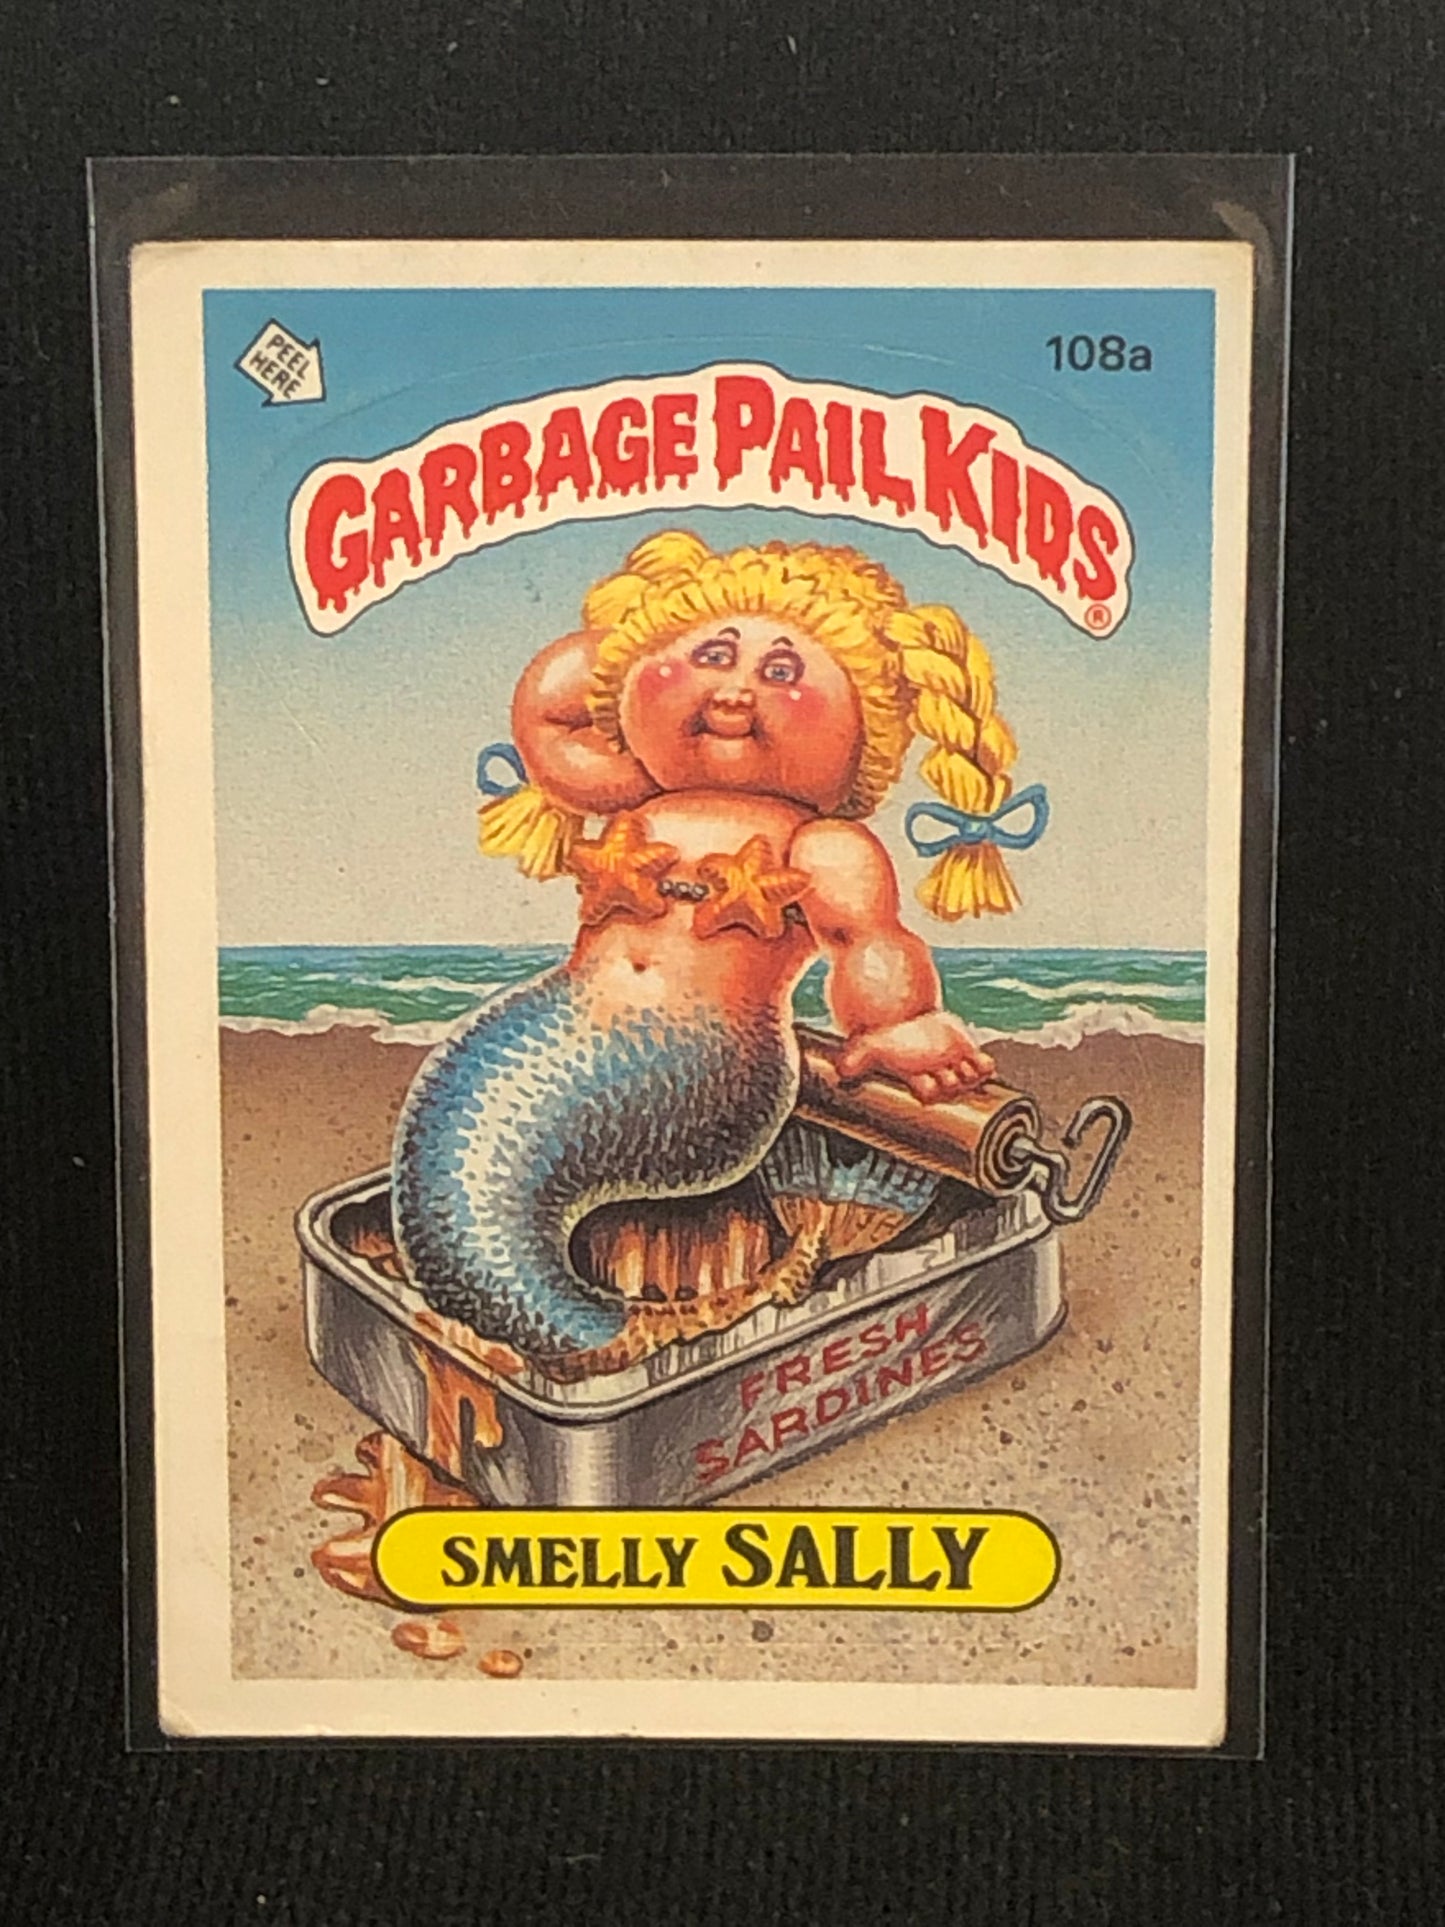 PEEL
HERE
108a
GARBAGE PAIL KIDS®
FRESH
SARDINES
SMELLY SALLY